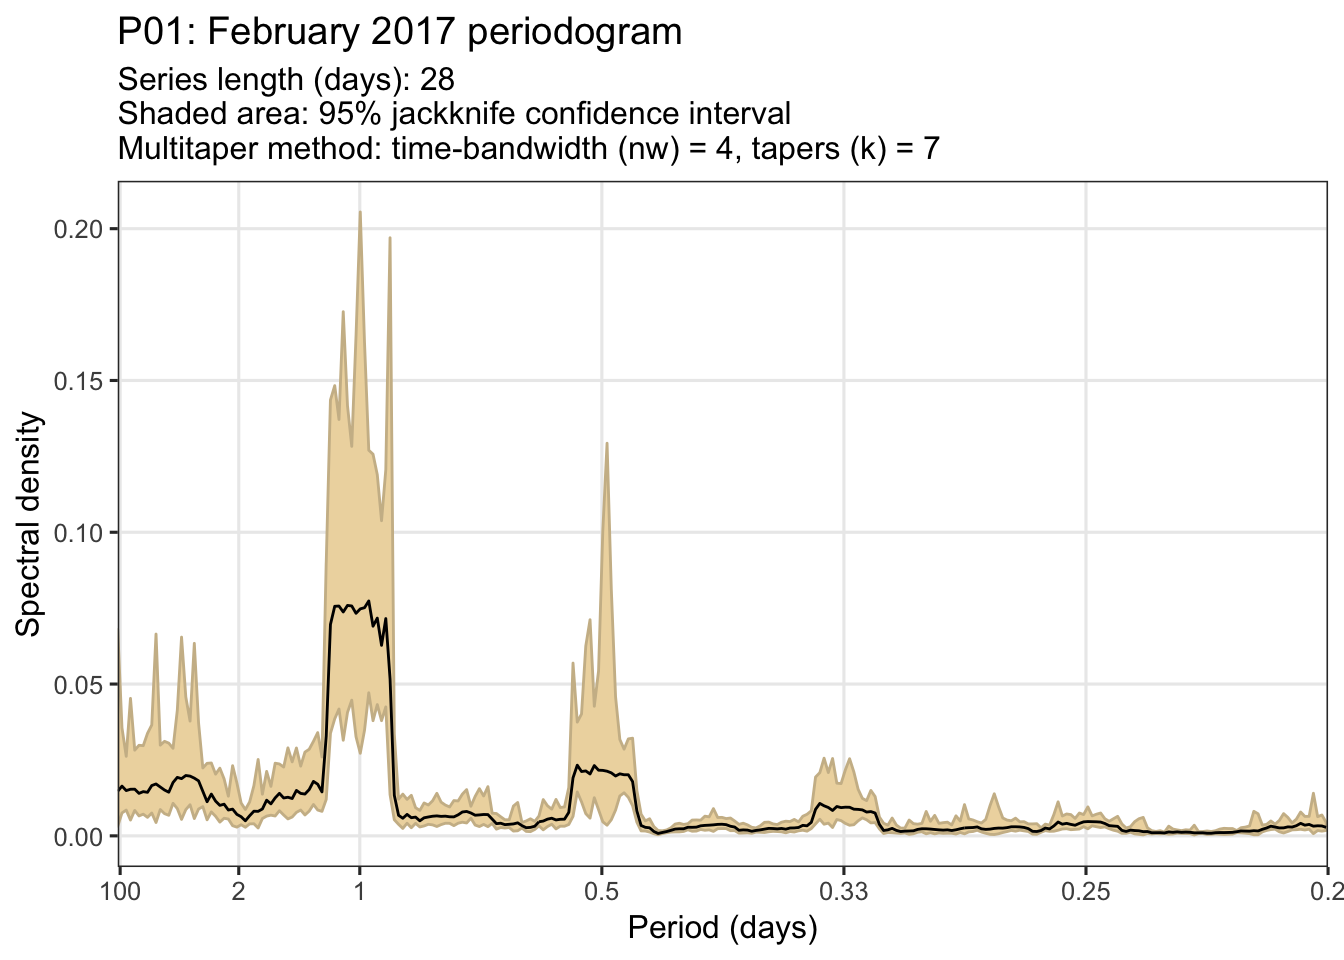 P01: February 2017 periodogram
Series length (days): 28
Shaded area: 95% jackknife confidence interval
Multitaper method: time-bandwidth (nw) = 4, tapers (k) = 7
0.20
0.15
0.10
0.05
0.00
Spectral density
100 2 1 0.5 0.33 0.25 0.2
Period (days)